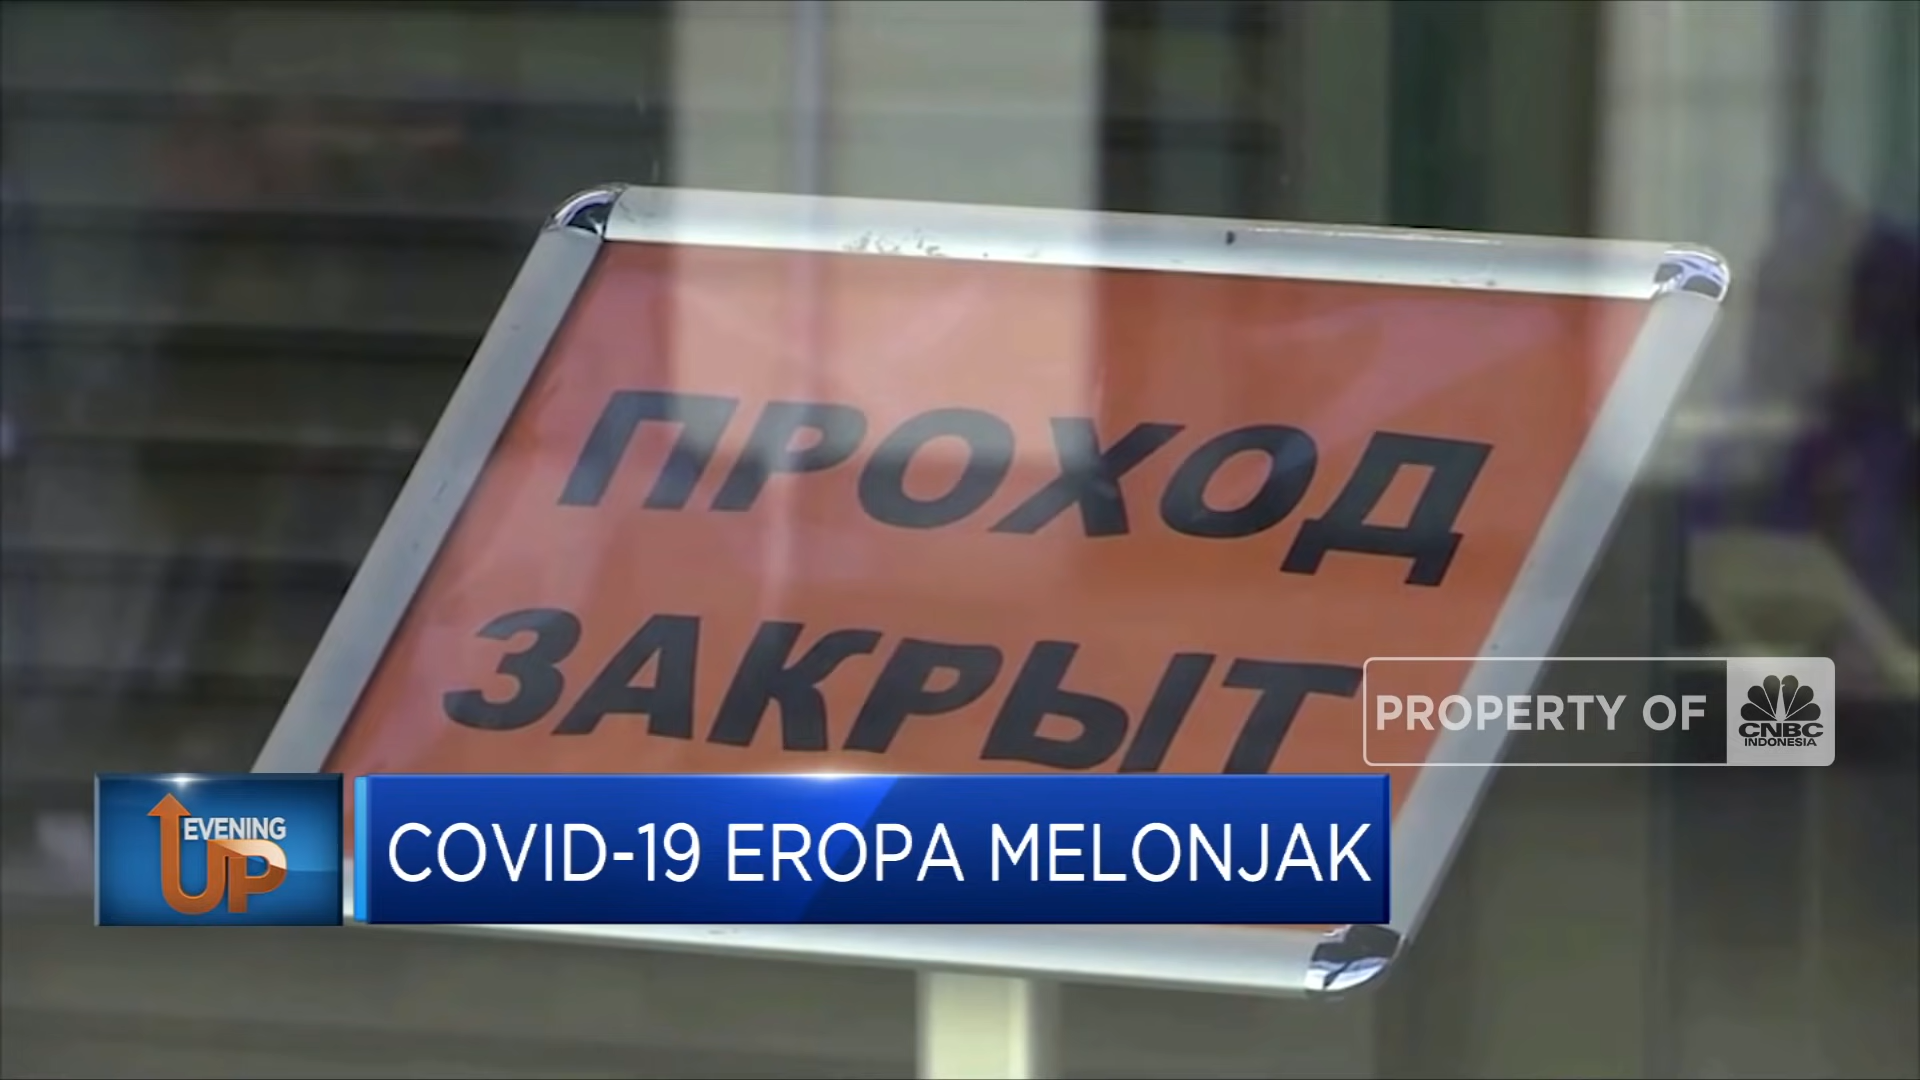 ПРОХОД
ЗАКРЫТ
PROPERTY OF
CNBC
INDONESIA
EVENING
UP
COVID-19 EROPA MELONJAK